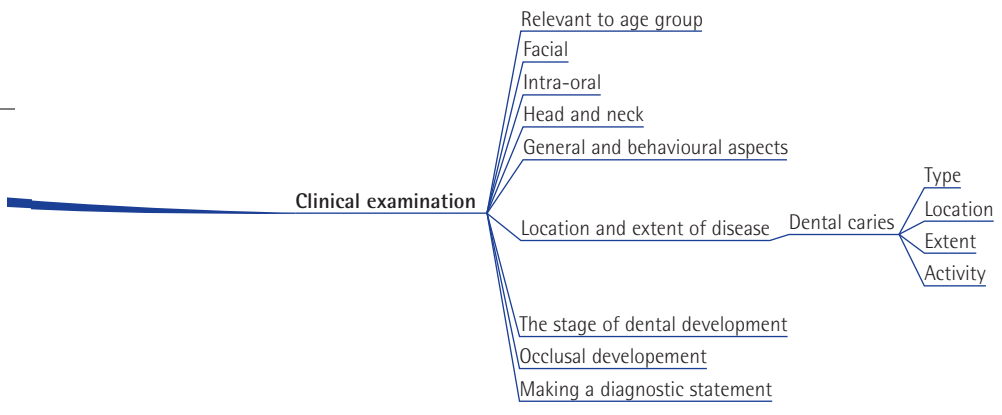 Relevant to age group
Facial
Intra-oral
Head and neck
General and behavioural aspects
Clinical examination
Location and extent of disease
Dental caries
Type
Location
Extent
Activity
The stage of dental development
Occlusal developement
Making a diagnostic statement